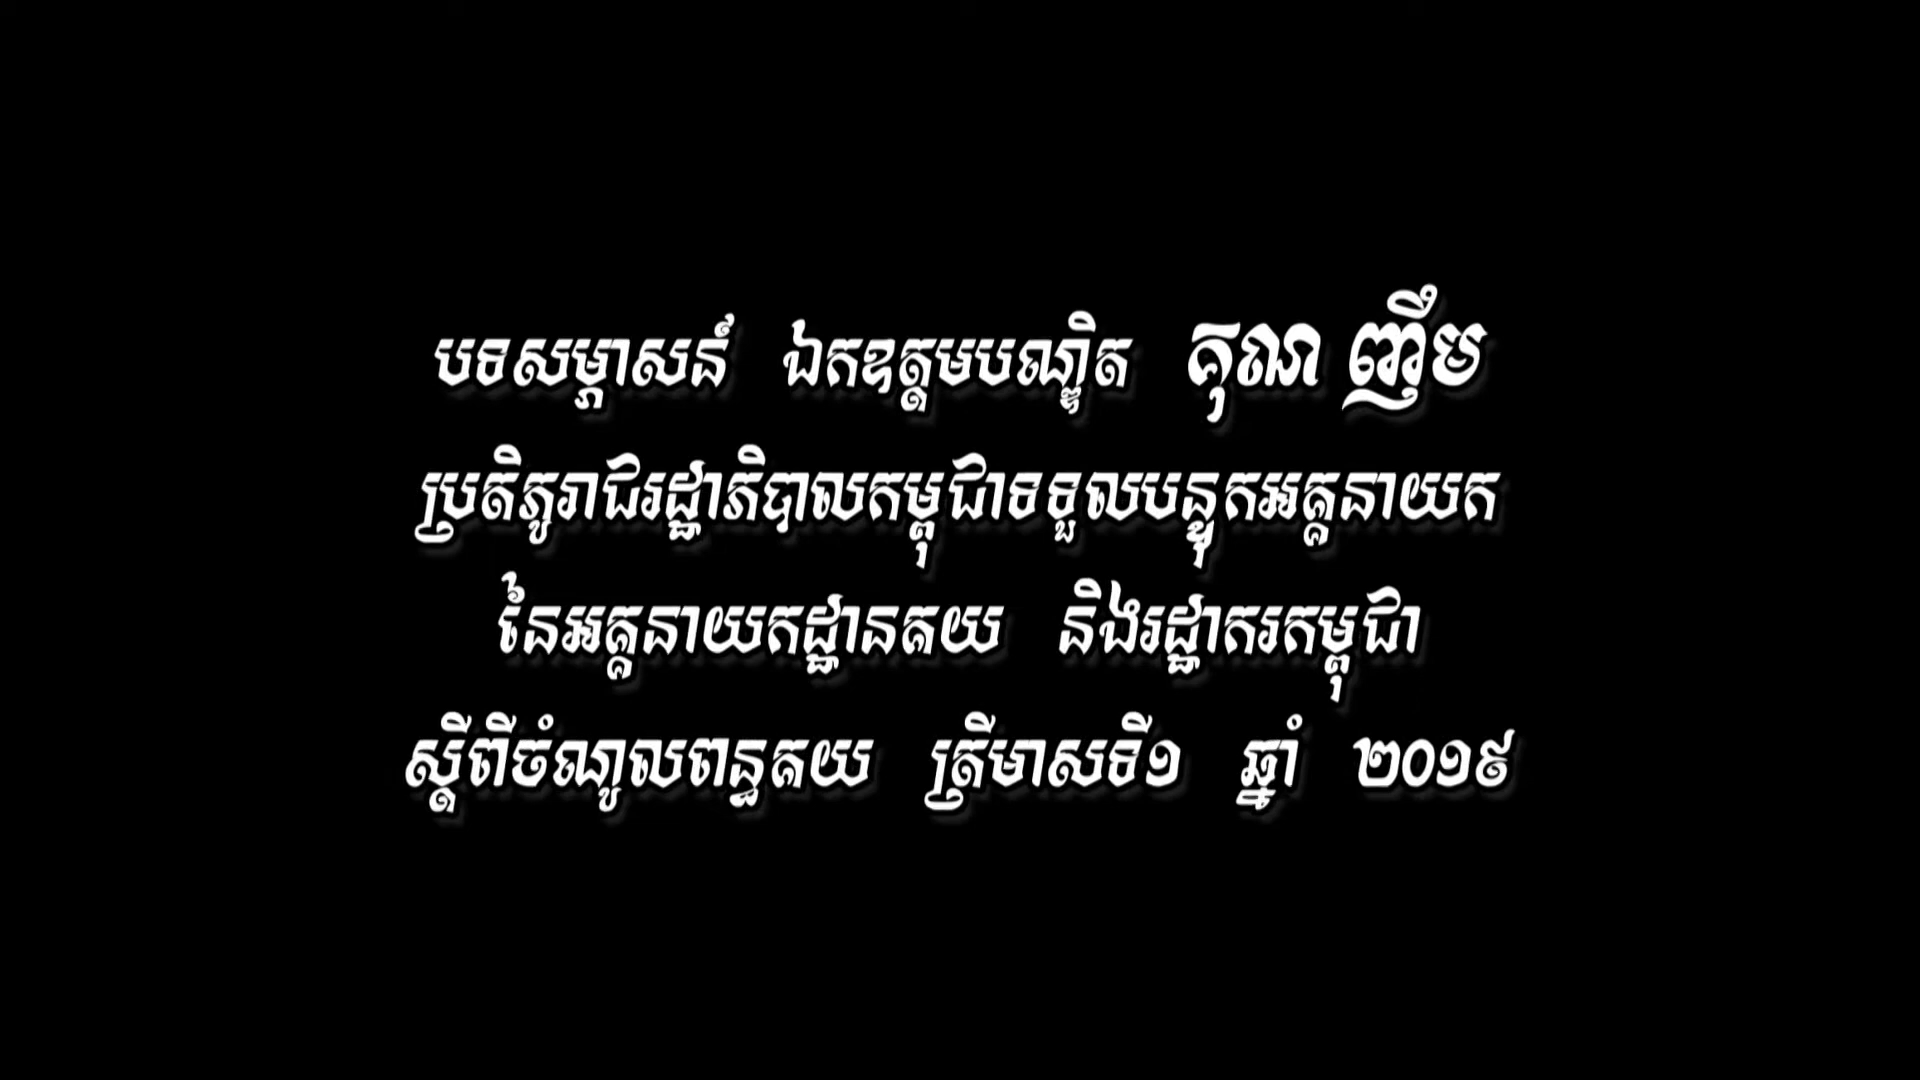 បទសម្ភាសន៍ ឯកឧត្តមបណ្ឌិត គុណ ញឹម
ប្រតិភូរាជរដ្ឋាភិបាលកម្ពុជាទទួលបន្ទុកអគ្គនាយក
នៃអគ្គនាយកដ្ឋានគយ និងរដ្ឋាករកម្ពុជា
ស្តីពីចំណូលពន្ធគយ ត្រីមាសទី១ ឆ្នាំ ២០១៩